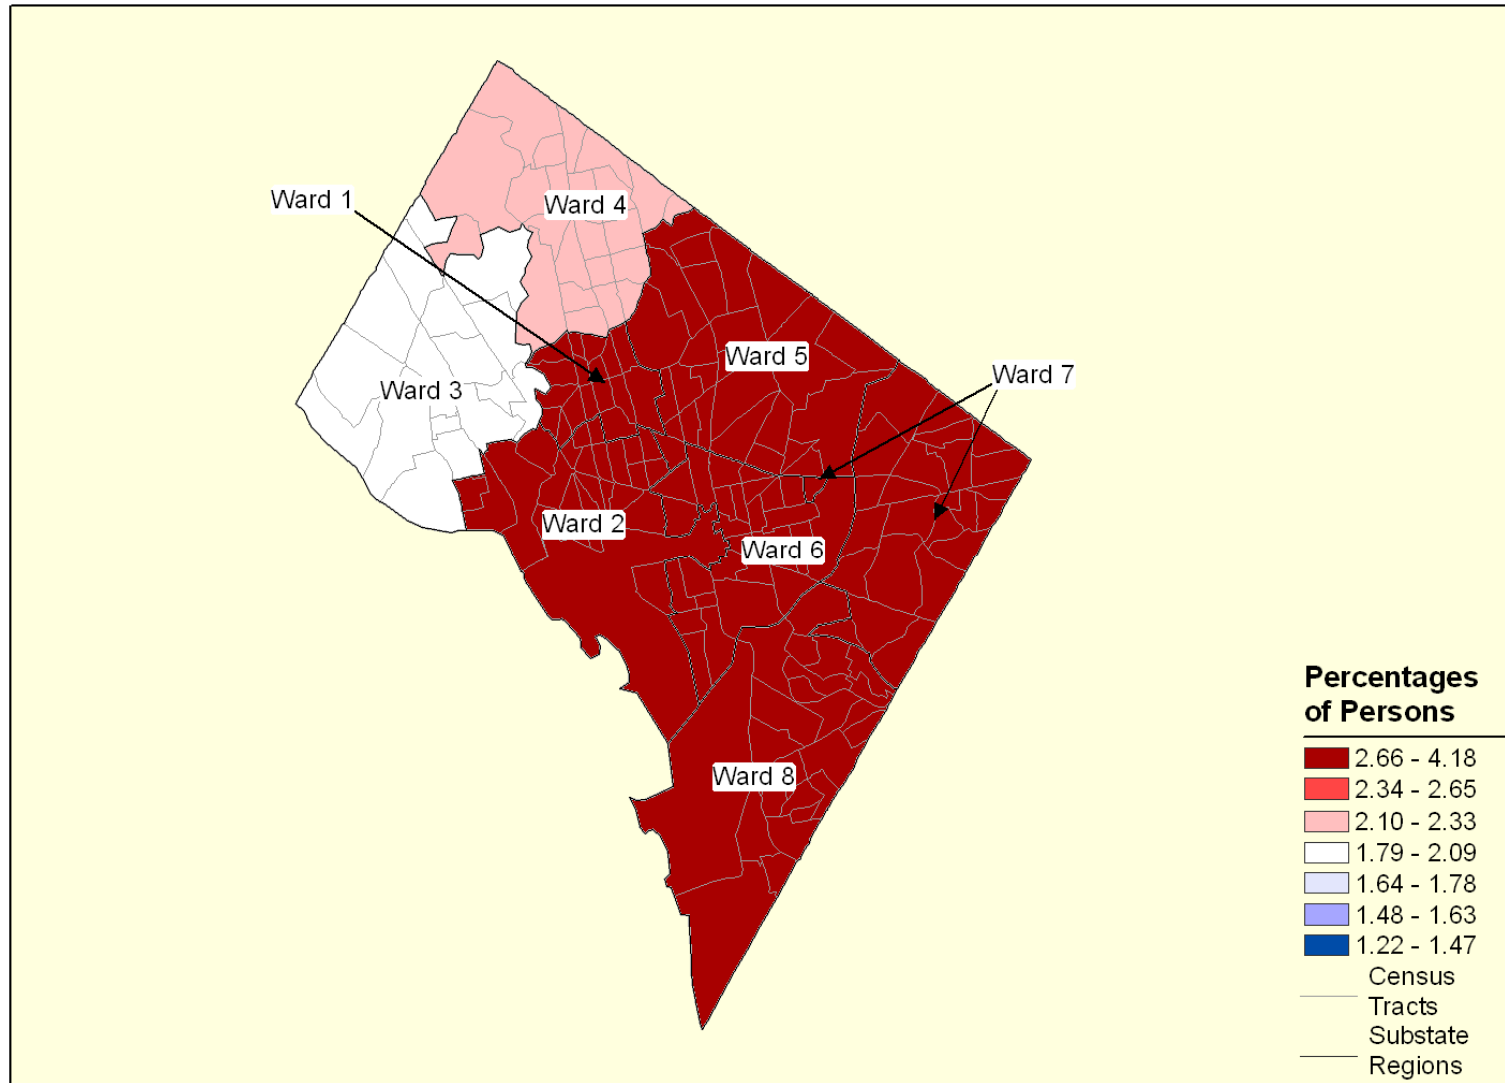 Ward 1
Ward 4
Ward 5
Ward 7
Ward 3
Ward 2
Ward 6
Ward 8
Percentages
of Persons
2.66 - 4.18
2.34 - 2.65
2.10 - 2.33
1.79 - 2.09
1.64 - 1.78
1.48 - 1.63
1.22 - 1.47
Census
Tracts
Substate
Regions